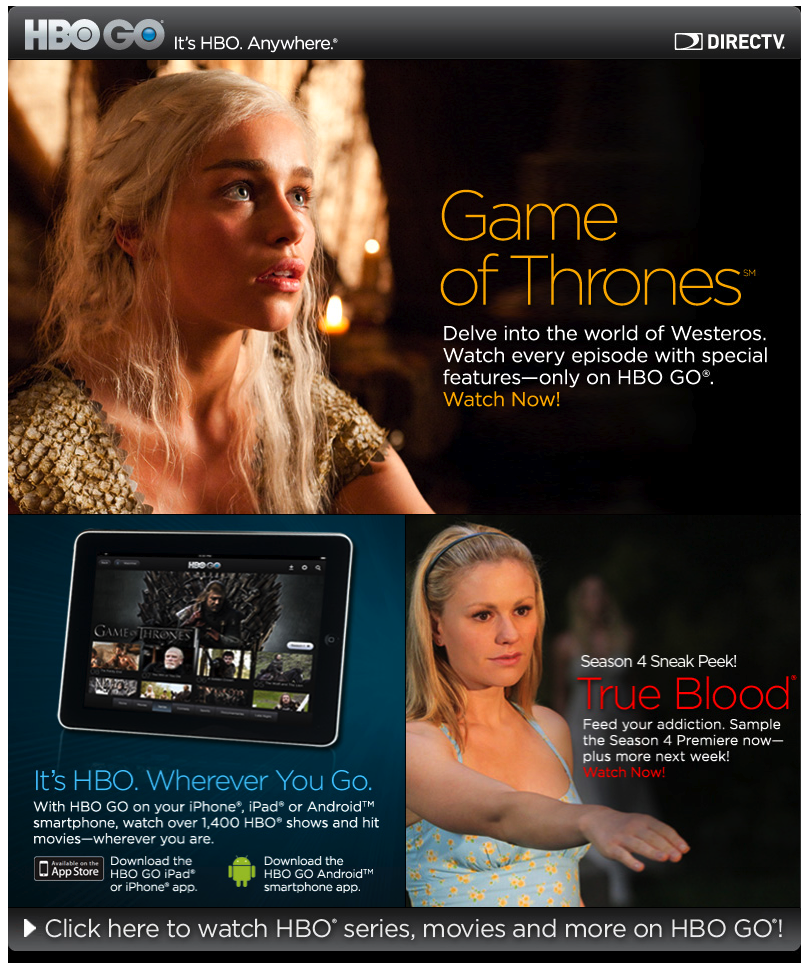 HBO GO® It's HBO. Anywhere.®
DIRECTV.
Game
of Thrones℠
Delve into the world of Westeros.
Watch every episode with special
features—only on HBO GO®.
Watch Now!
HBO GO
GAME OF THRONES
It's HBO. Wherever You Go.
With HBO GO on your iPhone®, iPad® or Android™
smartphone, watch over 1,400 HBO® shows and hit
movies—wherever you are.
Available on the
App Store
Download the
HBO GO iPad®
or iPhone® app.
Download the
HBO GO Android™
smartphone app.
Season 4 Sneak Peek!
True Blood®
Feed your addiction. Sample
the Season 4 Premiere now—
plus more next week!
Watch Now!
Click here to watch HBO® series, movies and more on HBO GO®!